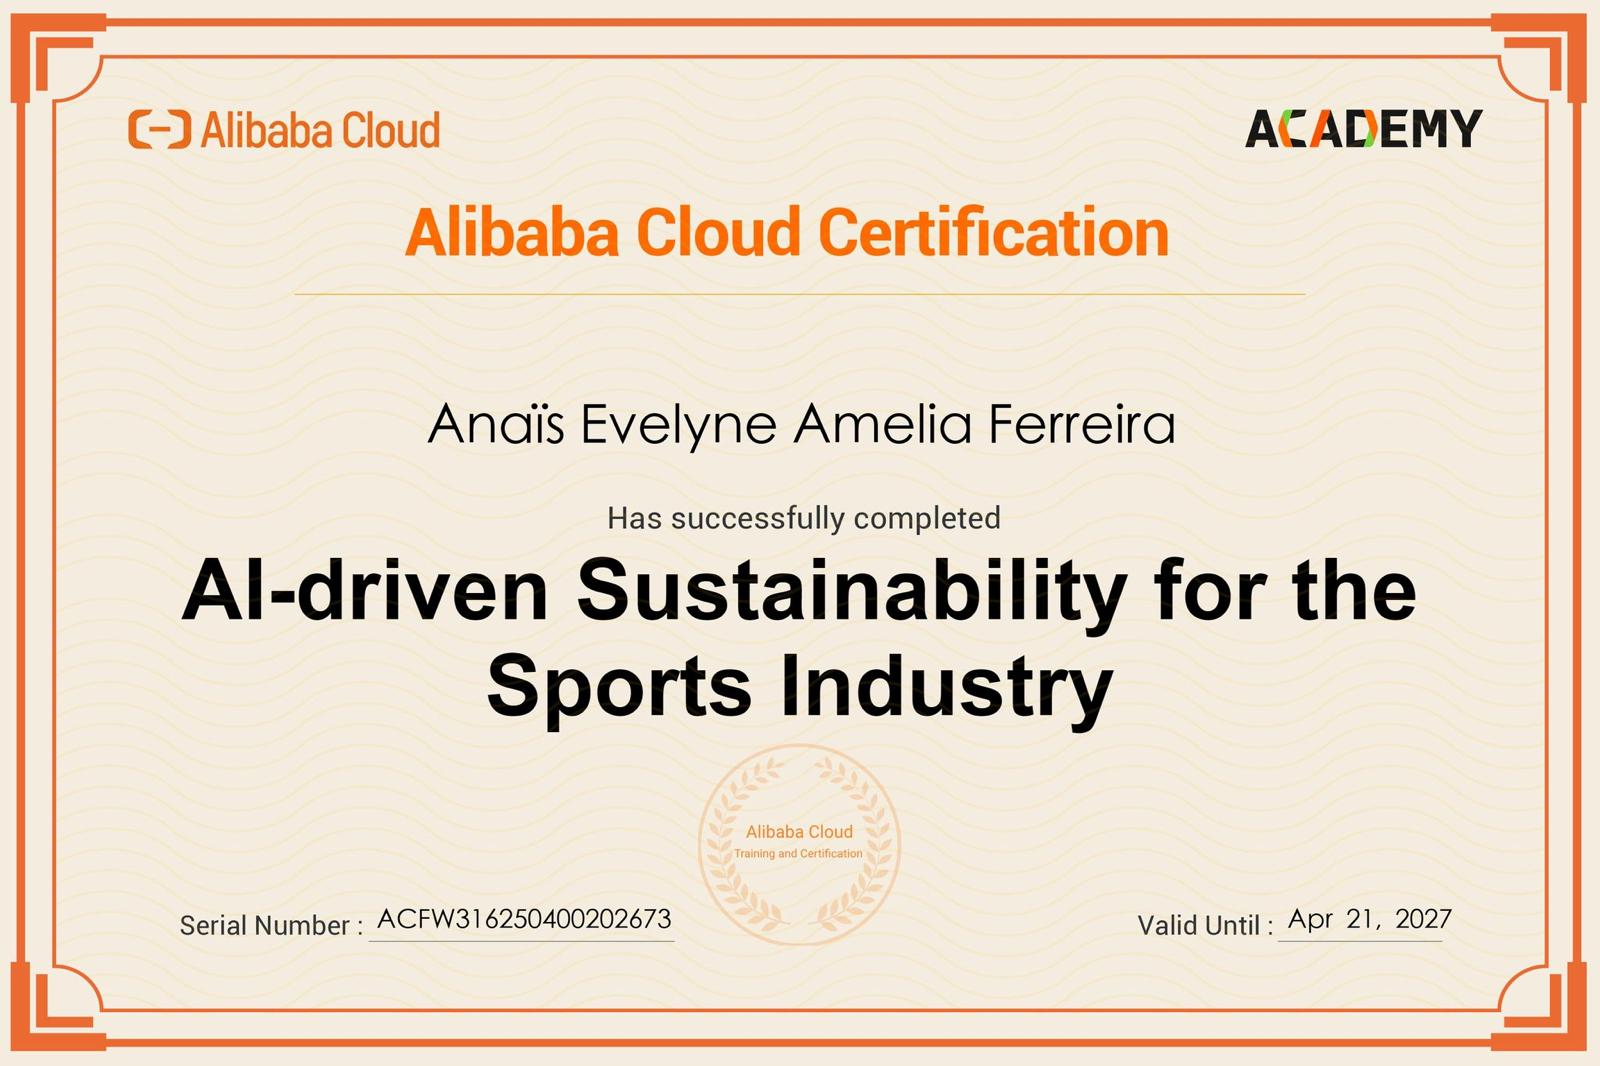 Alibaba Cloud
ACADEMY
Alibaba Cloud Certification
Anaïs Evelyne Amelia Ferreira
Has successfully completed
AI-driven Sustainability for the
Sports Industry
Alibaba Cloud
Training and Certification
Serial Number : ACFW316250400202673
Valid Until : Apr 21, 2027